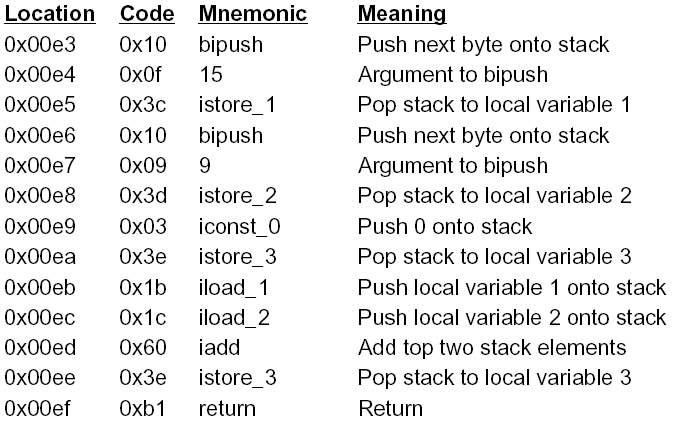 Location Code Mnemonic Meaning
0x00e3 0x10 bipush Push next byte onto stack
0x00e4 0x0f 15 Argument to bipush
0x00e5 0x3c istore_1 Pop stack to local variable 1
0x00e6 0x10 bipush Push next byte onto stack
0x00e7 0x09 9 Argument to bipush
0x00e8 0x3d istore_2 Pop stack to local variable 2
0x00e9 0x03 iconst_0 Push 0 onto stack
0x00ea 0x3e istore_3 Pop stack to local variable 3
0x00eb 0x1b iload_1 Push local variable 1 onto stack
0x00ec 0x1c iload_2 Push local variable 2 onto stack
0x00ed 0x60 iadd Add top two stack elements
0x00ee 0x3e istore_3 Pop stack to local variable 3
0x00ef 0xb1 return Return